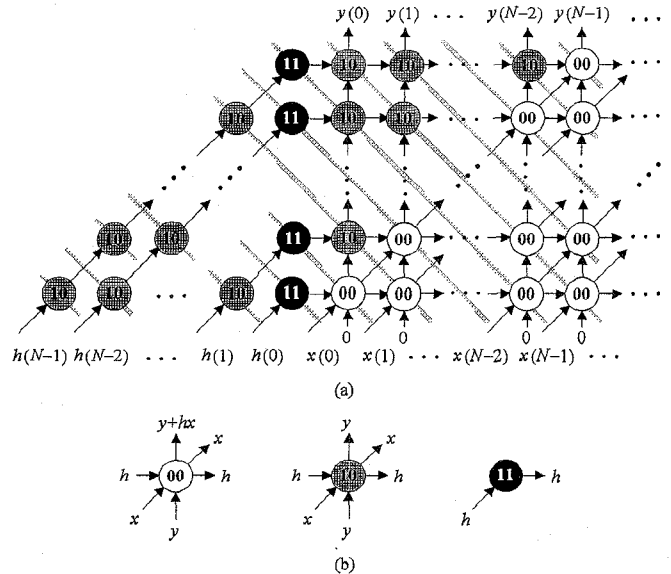 y(0) y(1) · · · y(N–2) y(N–1) · · ·
11 10 10 · · · 10 00
10 11 10 10 · · · 00 00
10 10 11 10 00 · · · 00 00
10 10 · · · 10 11 00 00 · · · 00 00
0 0 0 0
h(N–1) h(N–2) · · · h(1) h(0) x(0) x(1) · · · x(N–2) x(N–1) · · ·
(a)
y+hx x y x
h 00 h h 10 h 11 h
x y x y h
(b)